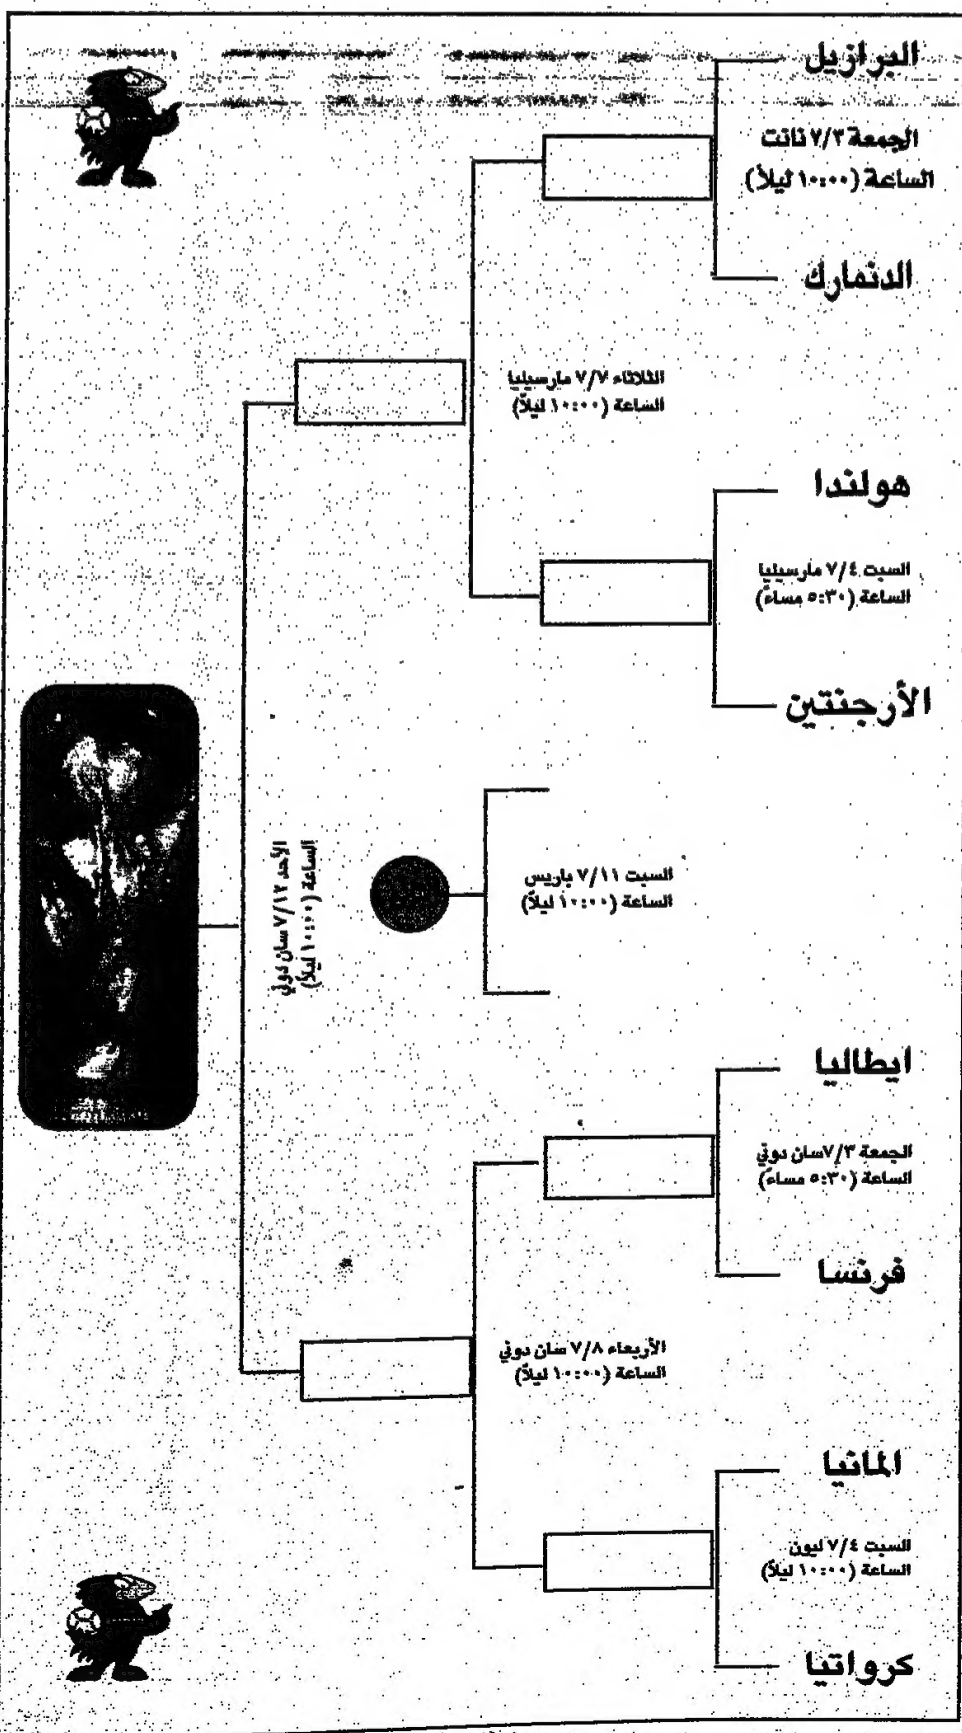 البرازيل
الجمعة ٧/٣ نانت
الساعة (١٠:٠٠ ليلاً)
الدنمارك
الثلاثاء ٧/٧ مارسيليا
الساعة (١٠:٠٠ ليلاً)
هولندا
السبت ٧/٤ مارسيليا
الساعة (٥:٣٠ مساءً)
الأرجنتين
السبت ٧/١١ باريس
الساعة (١٠:٠٠ ليلاً)
الأحد ٧/١٢ سان دوني
الساعة (١٠:٠٠ ليلاً)
ايطاليا
الجمعة ٧/٣ سان دوني
الساعة (٥:٣٠ مساءً)
فرنسا
الأربعاء ٧/٨ سان دوني
الساعة (١٠:٠٠ ليلاً)
المانيا
السبت ٧/٤ ليون
الساعة (١٠:٠٠ ليلاً)
كرواتيا